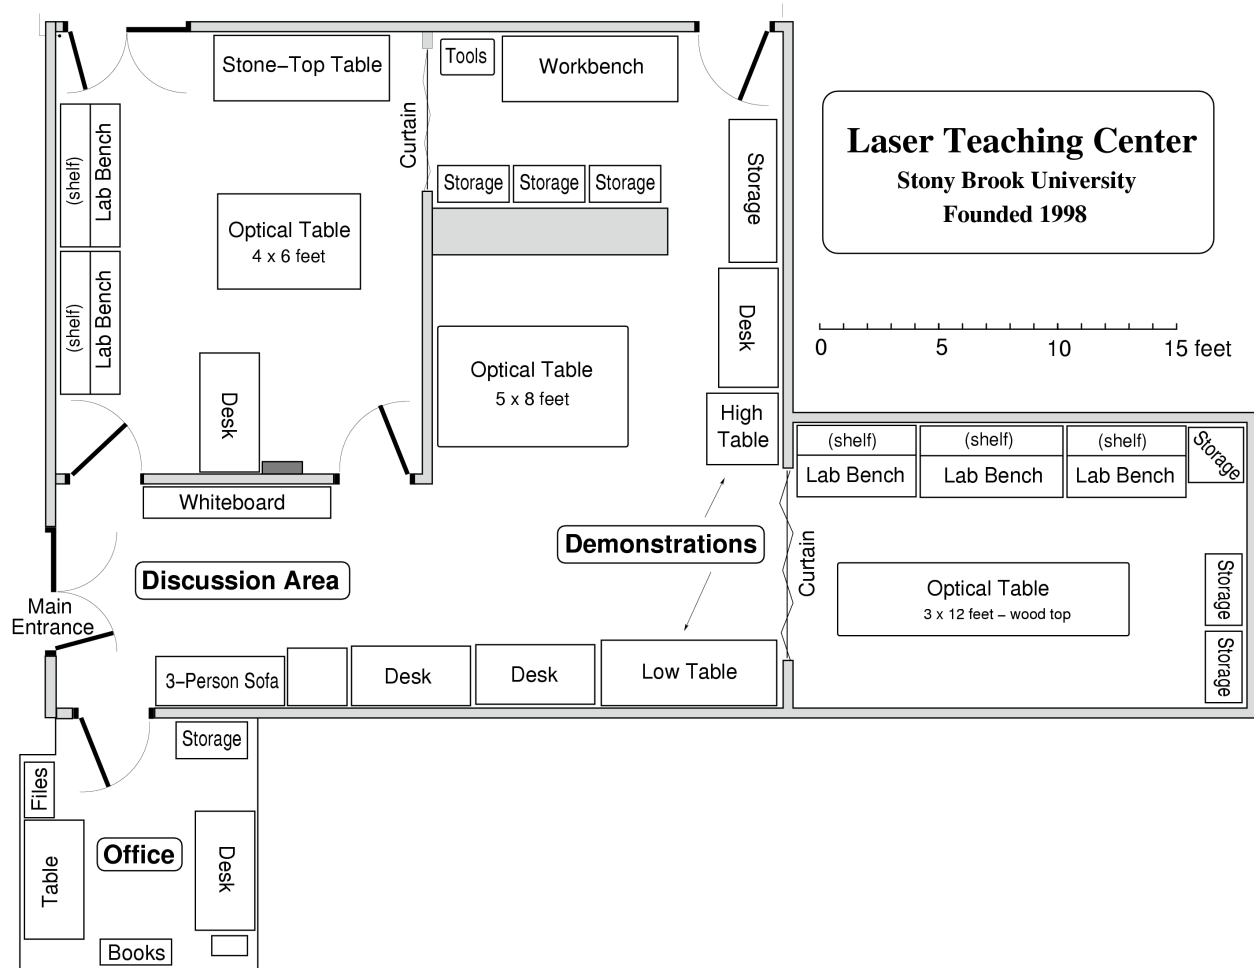 Stone-Top Table
Tools
Workbench
Curtain
Laser Teaching Center
Stony Brook University
Founded 1998
(shelf)
Lab Bench
Storage
Storage
Storage
Storage
Optical Table
4 x 6 feet
(shelf)
Lab Bench
Desk
0
5
10
15 feet
Optical Table
5 x 8 feet
Desk
High
Table
(shelf)
Lab Bench
(shelf)
Lab Bench
(shelf)
Lab Bench
Storage
Whiteboard
Demonstrations
Curtain
Discussion Area
Main
Entrance
Optical Table
3 x 12 feet – wood top
Storage
Storage
3-Person Sofa
Desk
Desk
Low Table
Storage
Files
Table
Office
Desk
Books